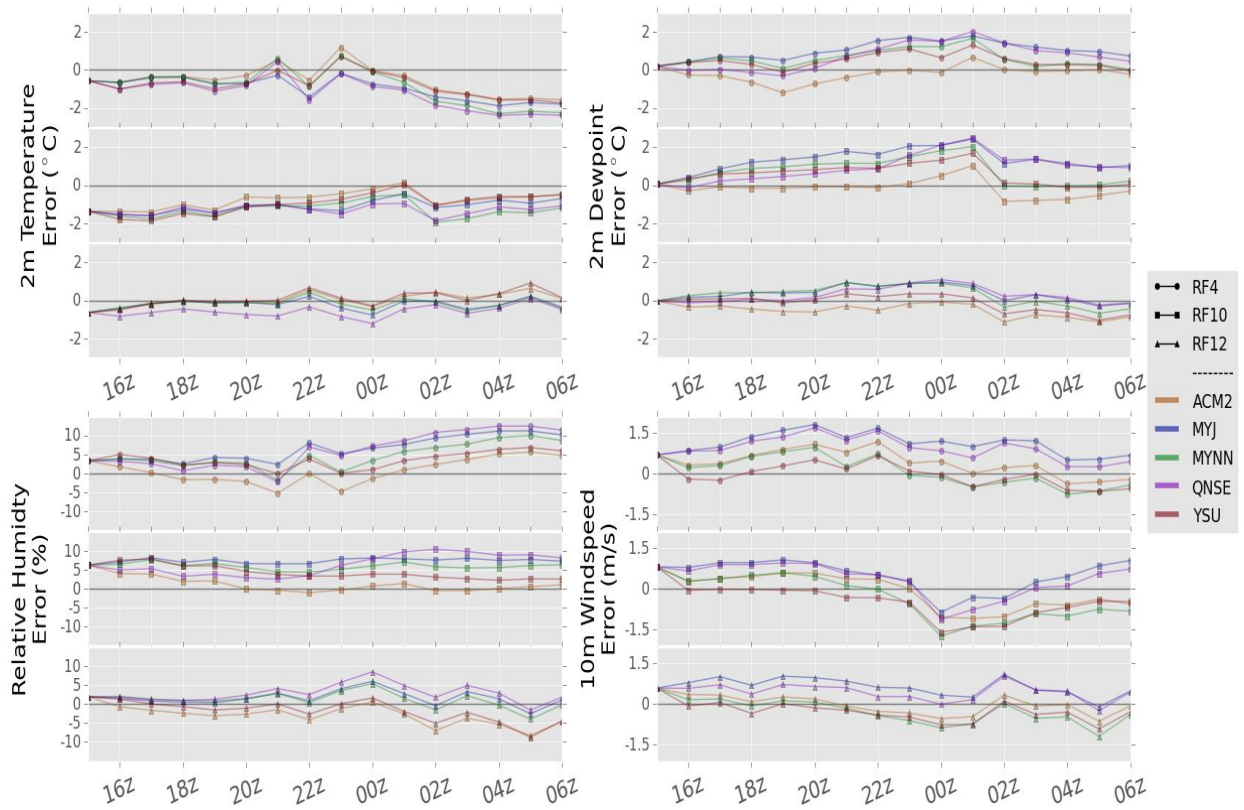 2m Temperature
Error (°C)
2
0
-2
2
0
-2
2
0
-2
16Z 18Z 20Z 22Z 00Z 02Z 04Z 06Z
2m Dewpoint
Error (°C)
2
0
-2
2
0
-2
2
0
-2
16Z 18Z 20Z 22Z 00Z 02Z 04Z 06Z
Relative Humidty
Error (%)
10
5
0
-5
-10
10
5
0
-5
-10
10
5
0
-5
-10
16Z 18Z 20Z 22Z 00Z 02Z 04Z 06Z
10m Windspeed
Error (m/s)
1.5
0
-1.5
1.5
0
-1.5
1.5
0
-1.5
16Z 18Z 20Z 22Z 00Z 02Z 04Z 06Z
RF4
RF10
RF12
--------
ACM2
MYJ
MYNN
QNSE
YSU